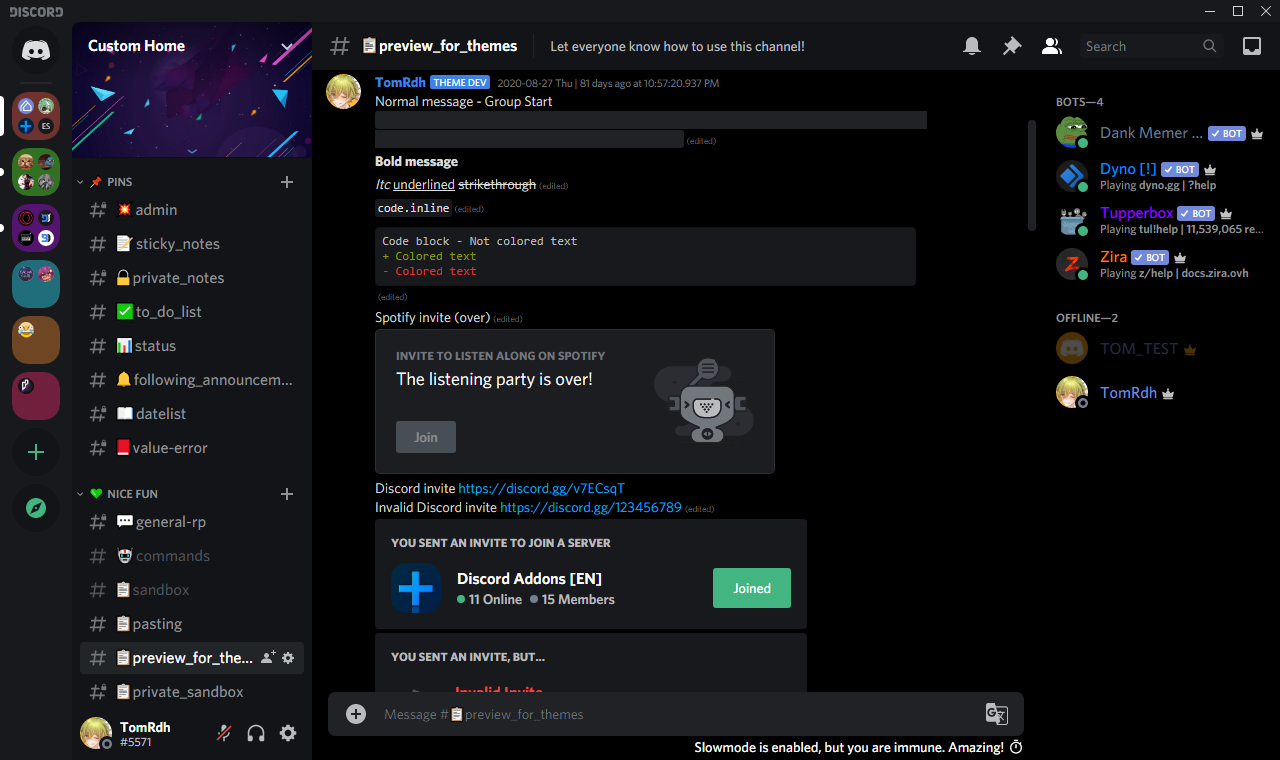 DISCORD
Custom Home
PINS
admin
sticky_notes
private_notes
to_do_list
status
following_announcem...
datelist
value-error
NICE FUN
general-rp
commands
sandbox
pasting
preview_for_the...
private_sandbox
TomRdh
#5571
ES
preview_for_themes
Let everyone know how to use this channel!
Search
TomRdh THEME DEV 2020-08-27 Thu | 81 days ago at 10:57:20.937 PM
Normal message - Group Start
(edited)
Bold message
Itc underlined strikethrough (edited)
code.inline (edited)
Code block - Not colored text
+ Colored text
- Colored text
(edited)
Spotify invite (over) (edited)
INVITE TO LISTEN ALONG ON SPOTIFY
The listening party is over!
Join
Discord invite https://discord.gg/v7ECsqT
Invalid Discord invite https://discord.gg/123456789 (edited)
YOU SENT AN INVITE TO JOIN A SERVER
Discord Addons [EN]
11 Online 15 Members
Joined
YOU SENT AN INVITE, BUT...
Invalid Invite
Message #preview_for_themes
Slowmode is enabled, but you are immune. Amazing!
BOTS—4
Dank Memer ... BOT
Dyno [!] BOT
Playing dyno.gg | ?help
Tupperbox BOT
Playing tul!help | 11,539,065 re...
Zira BOT
Playing z/help | docs.zira.ovh
OFFLINE—2
TOM_TEST
TomRdh